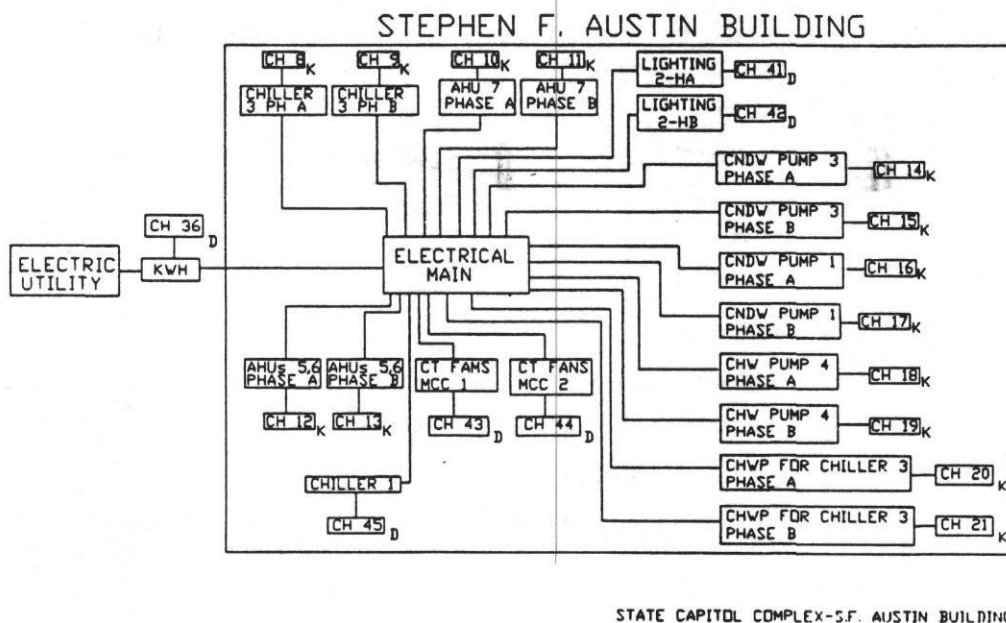 STEPHEN F. AUSTIN BUILDING
CH 8 K
CH 9 K
CH 10 K
CH 11 K
CHILLER
3 PH A
CHILLER
3 PH B
AHU 7
PHASE A
AHU 7
PHASE B
LIGHTING
2-HA
CH 41 D
LIGHTING
2-HB
CH 42 D
CNDW PUMP 3
PHASE A
CH 14 K
CNDW PUMP 3
PHASE B
CH 15 K
CH 36 D
ELECTRIC
UTILITY
KWH
ELECTRICAL
MAIN
CNDW PUMP 1
PHASE A
CH 16 K
CNDW PUMP 1
PHASE B
CH 17 K
AHUs 5,6
PHASE A
AHUs 5,6
PHASE B
CT FAMS
MCC 1
CT FANS
MCC 2
CHW PUMP 4
PHASE A
CH 18 K
CH 12 K
CH 13 K
CH 43 D
CH 44 D
CHW PUMP 4
PHASE B
CH 19 K
CHILLER 1
CH 45 D
CHWP FOR CHILLER 3
PHASE A
CH 20 K
CHWP FOR CHILLER 3
PHASE B
CH 21 K
STATE CAPITOL COMPLEX-S.F. AUSTIN BUILDING